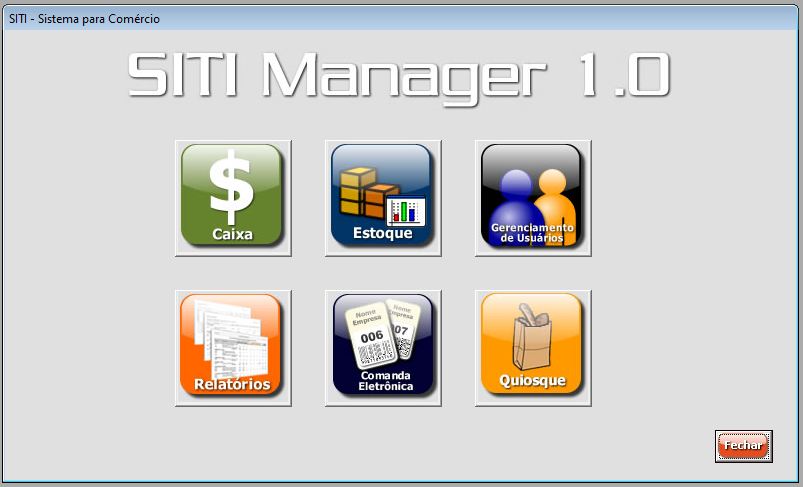 SITI - Sistema para Comércio
SITI Manager 1.0
$
Caixa
Estoque
Gerenciamento
de Usuários
Relatórios
Nome
Empresa
006
Nome
Empresa
07
Comanda
Eletrônica
Quiosque
Fechar